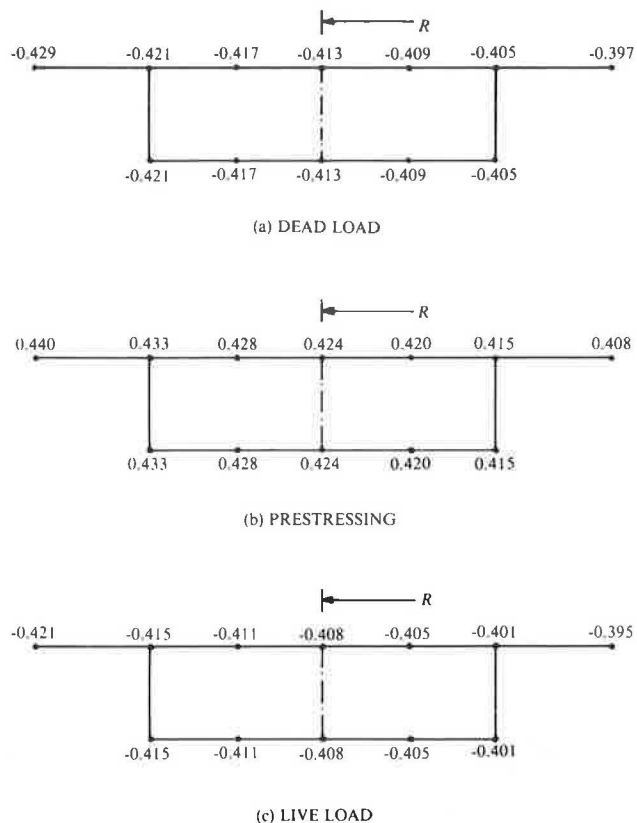 R
-0.429 -0.421 -0.417 -0.413 -0.409 -0.405 -0.397
-0.421 -0.417 -0.413 -0.409 -0.405
(a) DEAD LOAD
R
0.440 0.433 0.428 0.424 0.420 0.415 0.408
0.433 0.428 0.424 0.420 0.415
(b) PRESTRESSING
R
-0.421 -0.415 -0.411 -0.408 -0.405 -0.401 -0.395
-0.415 -0.411 -0.408 -0.405 -0.401
(c) LIVE LOAD